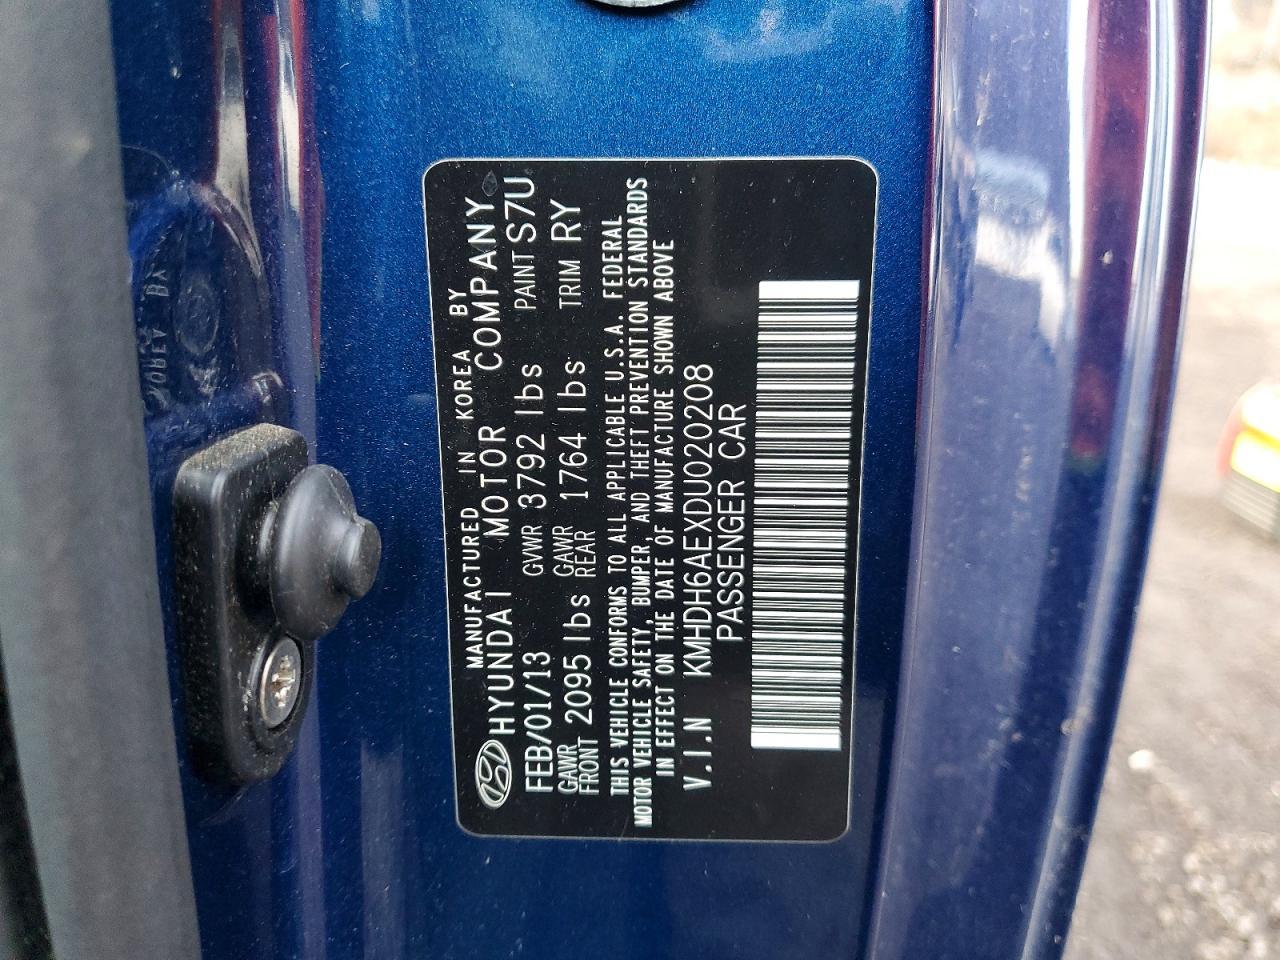 MANUFACTURED IN KOREA BY
HYUNDAI MOTOR COMPANY
FEB/01/13 GVWR 3792 lbs PAINT S7U
GAWR FRONT 2095 lbs GAWR REAR 1764 lbs TRIM RY
THIS VEHICLE CONFORMS TO ALL APPLICABLE U.S.A. FEDERAL
MOTOR VEHICLE SAFETY, BUMPER, AND THEFT PREVENTION STANDARDS
IN EFFECT ON THE DATE OF MANUFACTURE SHOWN ABOVE
V.I.N KMHDH6AEXDU020208
PASSENGER CAR